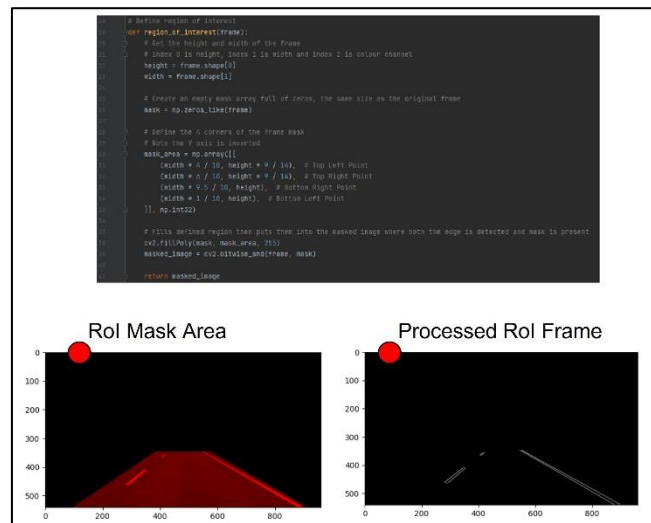 # Define region of interest
def region_of_interest(frame):
# Get the height and width of the frame
# Index 0 is height, Index 1 is width and index 2 is colour channel
height = frame.shape[0]
width = frame.shape[1]
# Create an empty mask array full of zeros, the same size as the original frame
mask = np.zeros_like(frame)
# Define the 4 corners of the frame mask
# Note the Y axis is inverted
mask_area = np.array([[
(width * 4 / 10, height * 9 / 14), # Top Left Point
(width * 6 / 10, height * 9 / 14), # Top Right Point
(width * 9.5 / 10, height), # Bottom Right Point
(width * 1 / 10, height), # Bottom Left Point
]], np.int32)
# Fills defined region then puts them into the masked image where both the edge is detected and mask is present
cv2.fillPoly(mask, mask_area, 255)
masked_image = cv2.bitwise_and(frame, mask)
return masked_image
RoI Mask Area
Processed RoI Frame
0
100
200
300
400
500
0 200 400 600 800
0
100
200
300
400
500
0 200 400 600 800